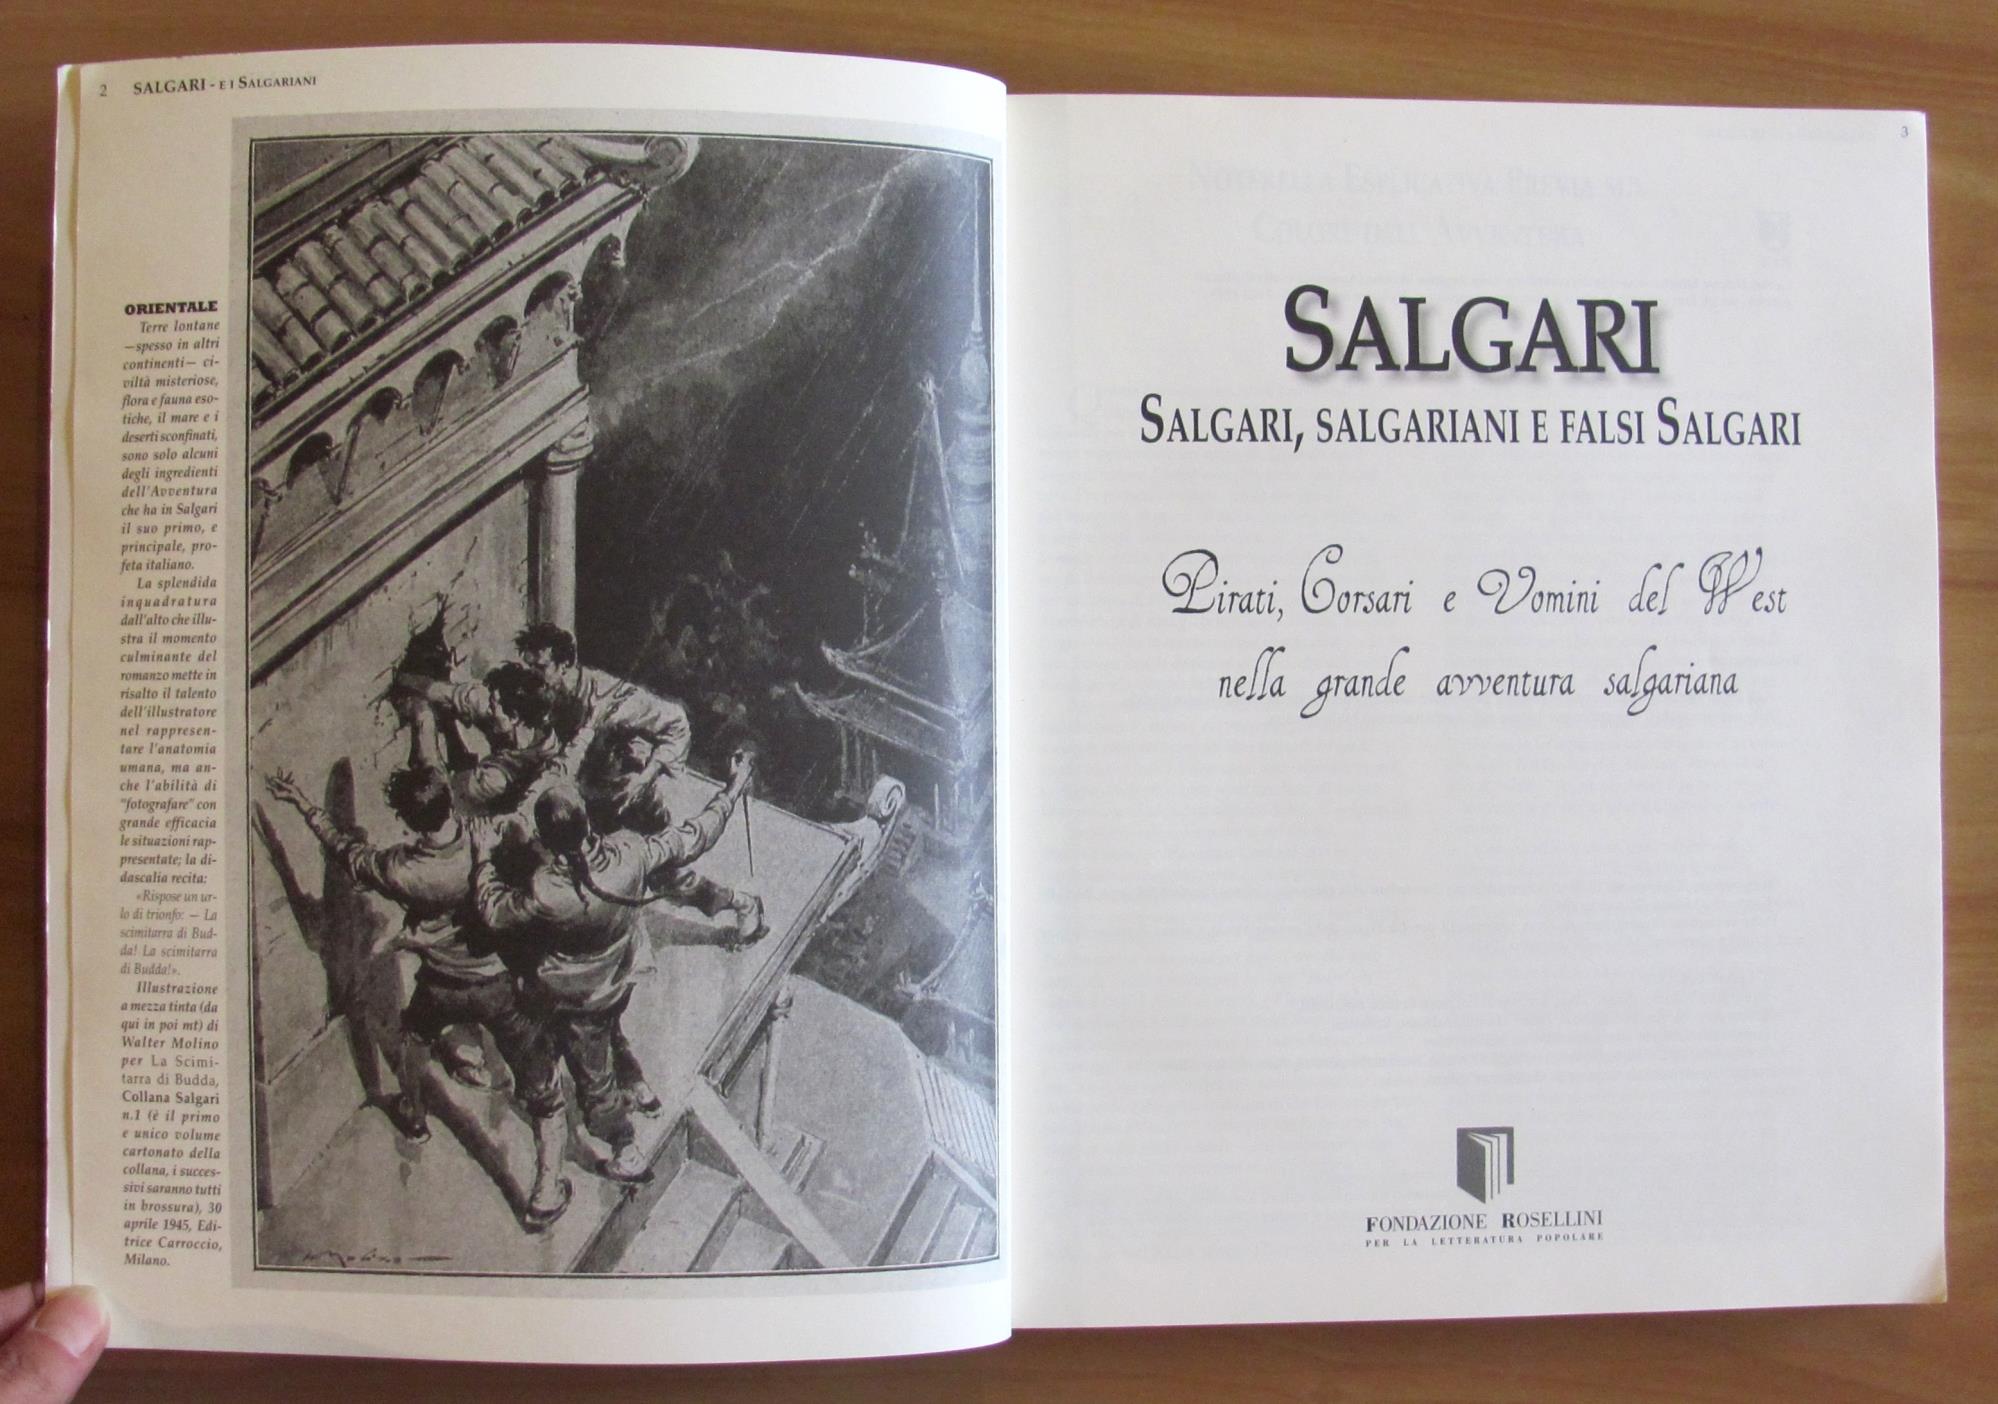 2 SALGARI - E I SALGARIANI
ORIENTALE
Terre lontane
—spesso in altri
continenti— ci-
viltà misteriose,
flora e fauna eso-
tiche, il mare e i
deserti sconfinati,
sono solo alcuni
degli ingredienti
dell'Avventura
che ha in Salgari
il suo primo, e
principale, pro-
feta italiano.
La splendida
inquadratura
dall'alto che illu-
stra il momento
culminante del
romanzo mette in
risalto il talento
dell'illustratore
nel rappresen-
tare l'anatomia
umana, ma an-
che l'abilità di
"fotografare" con
grande efficacia
le situazioni rap-
presentate; la di-
dascalia recita:
«Rispose un ur-
lo di trionfo: — La
scimitarra di Bud-
da! La scimitarra
di Budda!».
Illustrazione
a mezza tinta (da
qui in poi mt) di
Walter Molino
per La Scimi-
tarra di Budda,
Collana Salgari
n.1 (è il primo
e unico volume
cartonato della
collana, i succes-
sivi saranno tutti
in brossura), 30
aprile 1945, Edi-
trice Carroccio,
Milano.
Molino
3
SALGARI
SALGARI, SALGARIANI E FALSI SALGARI
Pirati, Corsari e Uomini del West
nella grande avventura salgariana
FONDAZIONE ROSELLINI
PER LA LETTERATURA POPOLARE